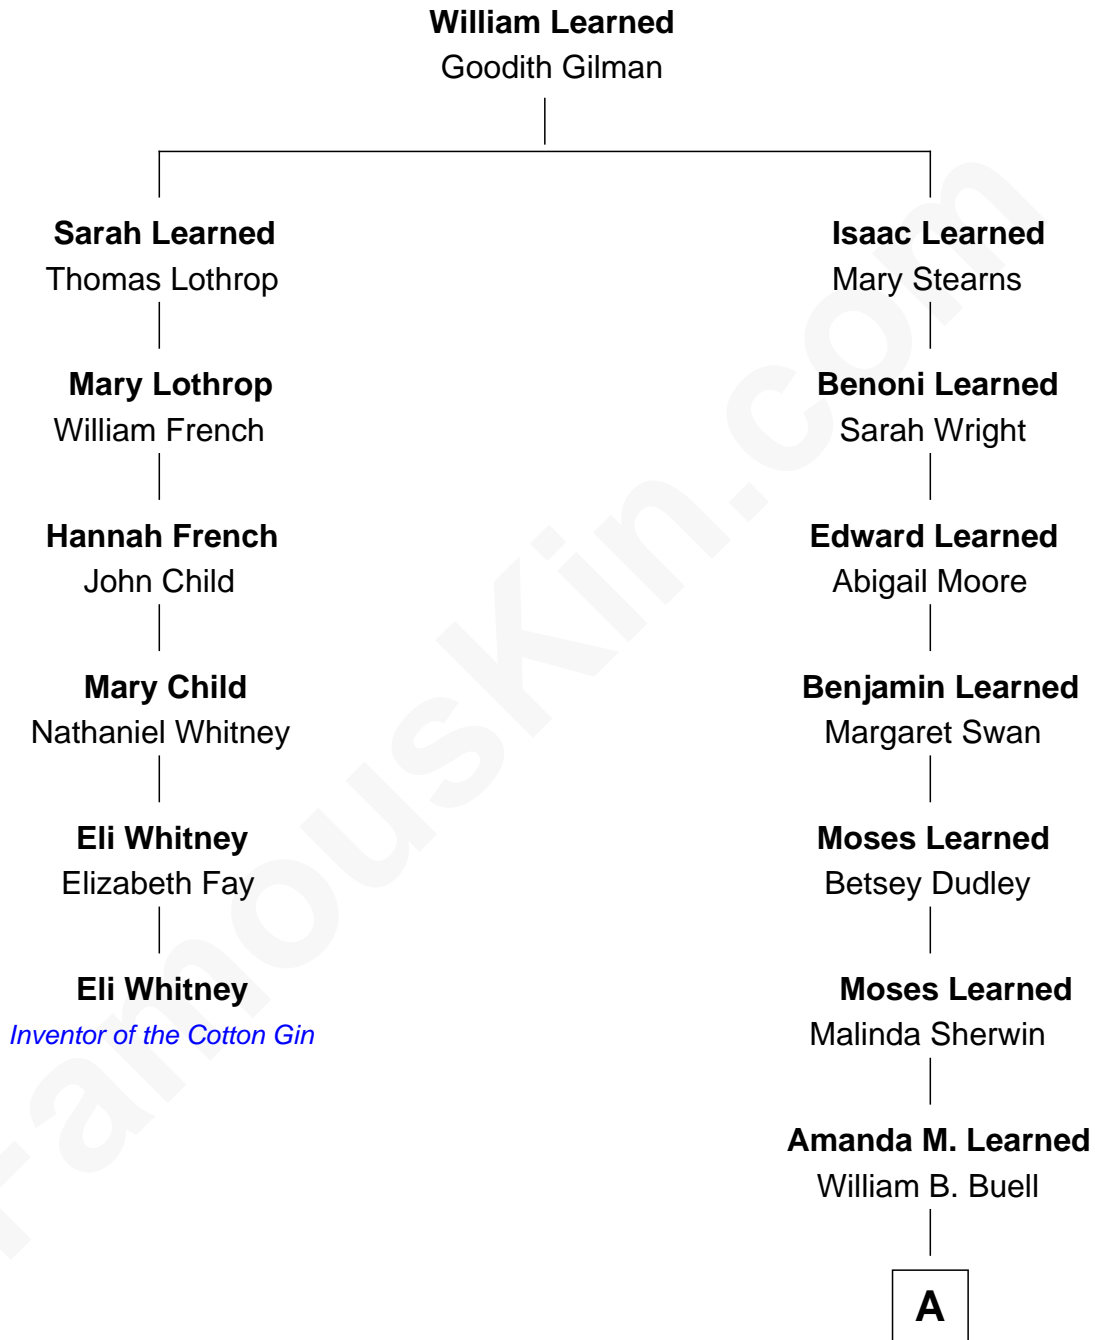 William Learned
Goodith Gilman
Sarah Learned
Thomas Lothrop
Mary Lothrop
William French
Hannah French
John Child
Mary Child
Nathaniel Whitney
Eli Whitney
Elizabeth Fay
Eli Whitney
Inventor of the Cotton Gin
Isaac Learned
Mary Stearns
Benoni Learned
Sarah Wright
Edward Learned
Abigail Moore
Benjamin Learned
Margaret Swan
Moses Learned
Betsey Dudley
Moses Learned
Malinda Sherwin
Amanda M. Learned
William B. Buell
A
FamousKin.com